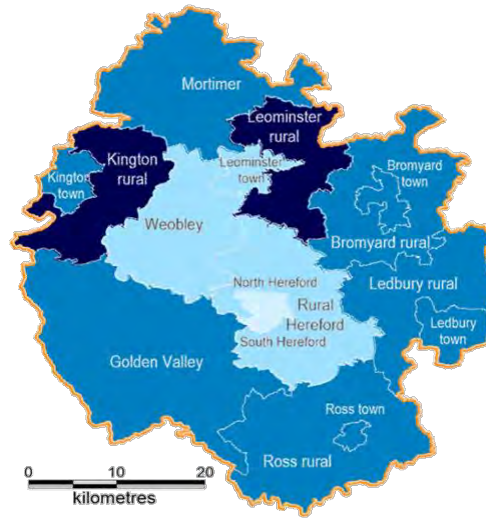 Mortimer
Leominster
rural
Kington
rural
Kington
town
Leominster
town
Bromyard
town
Weobley
Bromyard rural
Ledbury rural
North Hereford
Rural
Hereford
South Hereford
Ledbury
town
Golden Valley
Ross town
Ross rural
0 10 20
kilometres